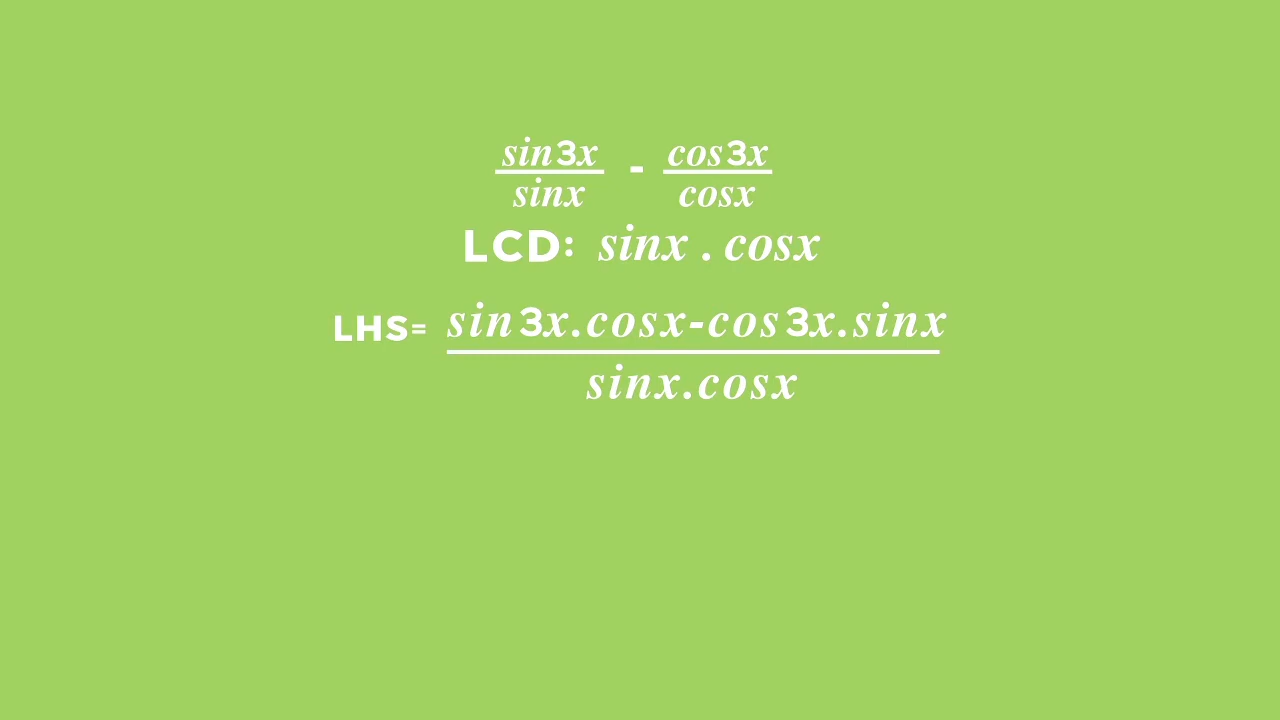 sin3x/sinx - cos3x/cosx
LCD: sinx . cosx
LHS= sin3x.cosx-cos3x.sinx
sinx.cosx